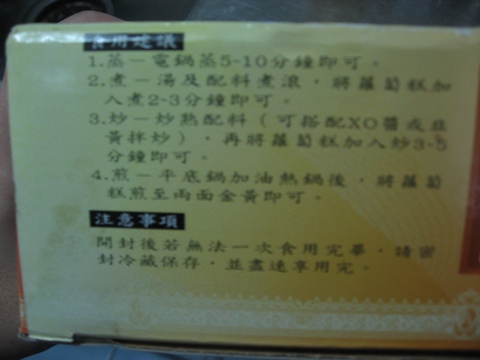 食用建議
1.蒸－電鍋蒸5-10分鐘即可。
2.煮－湯及配料煮滾，將蘿蔔糕加
入煮2-3分鐘即可。
3.炒－炒熟配料（可搭配XO醬或韭
黃拌炒），再將蘿蔔糕加入炒3-5
分鐘即可。
4.煎－平底鍋加油熱鍋後，將蘿蔔
糕煎至兩面金黃即可。
注意事項
開封後若無法一次食用完畢，請密
封冷藏保存，並盡速享用完。